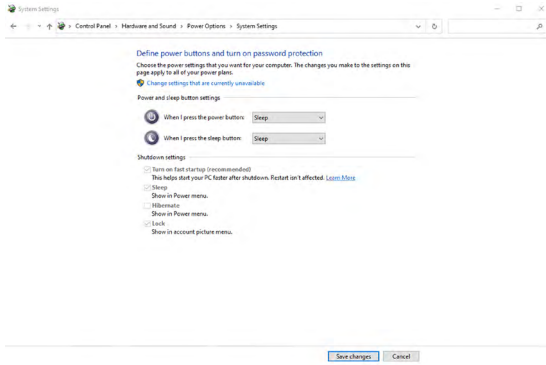 System Settings
Control Panel > Hardware and Sound > Power Options > System Settings
Define power buttons and turn on password protection
Choose the power settings that you want for your computer. The changes you make to the settings on this
page apply to all of your power plans.
Change settings that are currently unavailable
Power and sleep button settings
When I press the power button: Sleep
When I press the sleep button: Sleep
Shutdown settings
Turn on fast startup (recommended)
This helps start your PC faster after shutdown. Restart isn't affected. Learn More
Sleep
Show in Power menu.
Hibernate
Show in Power menu.
Lock
Show in account picture menu.
Save changes Cancel